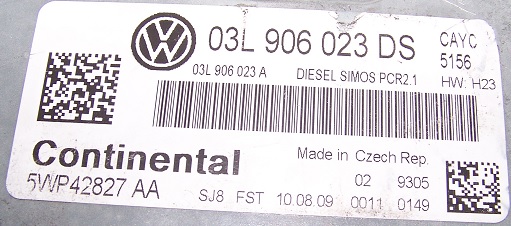 03L 906 023 DS
CAYC
5156
03L 906 023 A DIESEL SIMOS PCR2.1 HW: H23
Continental
Made in Czech Rep.
5WP42827 AA
02 9305
SJ8 FST 10.08.09 0011 0149